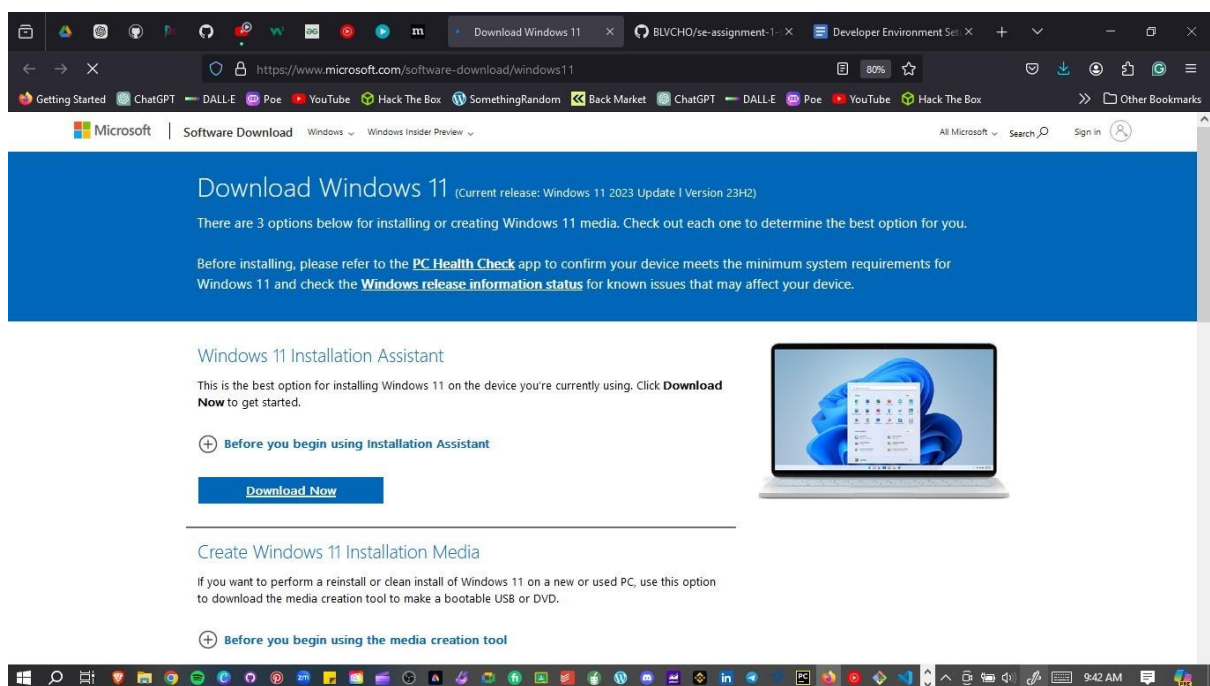 Download Windows 11
BLVCHO/se-assignment-1-
Developer Environment Set
https://www.microsoft.com/software-download/windows11
80%
Getting Started ChatGPT DALL·E Poe YouTube Hack The Box SomethingRandom Back Market ChatGPT DALL·E Poe YouTube Hack The Box Other Bookmarks
Microsoft Software Download Windows Windows Insider Preview All Microsoft Search Sign in
Download Windows 11 (Current release: Windows 11 2023 Update l Version 23H2)
There are 3 options below for installing or creating Windows 11 media. Check out each one to determine the best option for you.
Before installing, please refer to the PC Health Check app to confirm your device meets the minimum system requirements for
Windows 11 and check the Windows release information status for known issues that may affect your device.
Windows 11 Installation Assistant
This is the best option for installing Windows 11 on the device you're currently using. Click Download
Now to get started.
Before you begin using Installation Assistant
Download Now
Create Windows 11 Installation Media
If you want to perform a reinstall or clean install of Windows 11 on a new or used PC, use this option
to download the media creation tool to make a bootable USB or DVD.
Before you begin using the media creation tool
9:42 AM